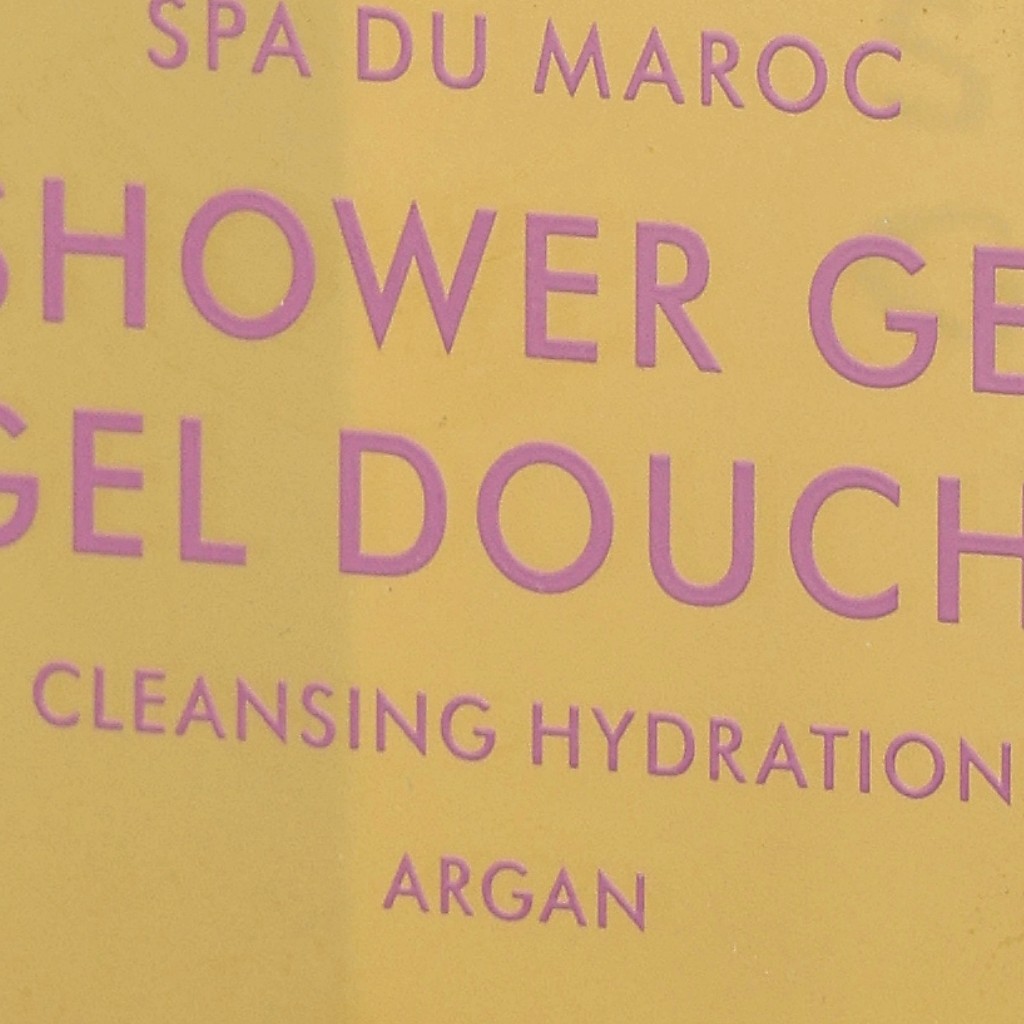 SPA DU MAROC
SHOWER GE
GEL DOUCH
CLEANSING HYDRATION
ARGAN